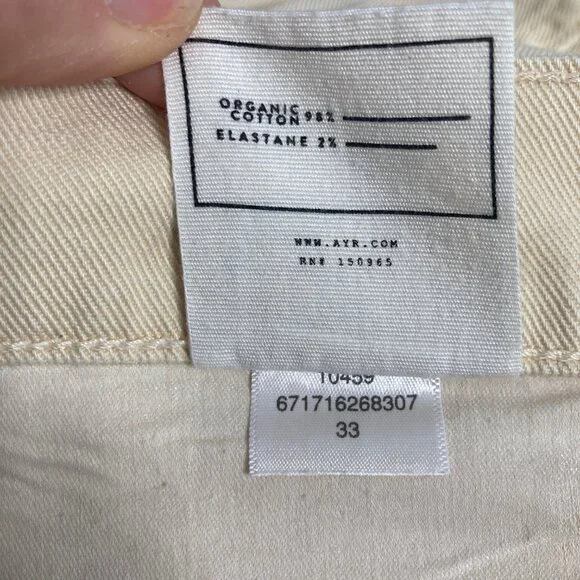 ORGANIC
COTTON 98%
ELASTANE 2%
WWW.AYR.COM
RN# 150965
10459
671716268307
33